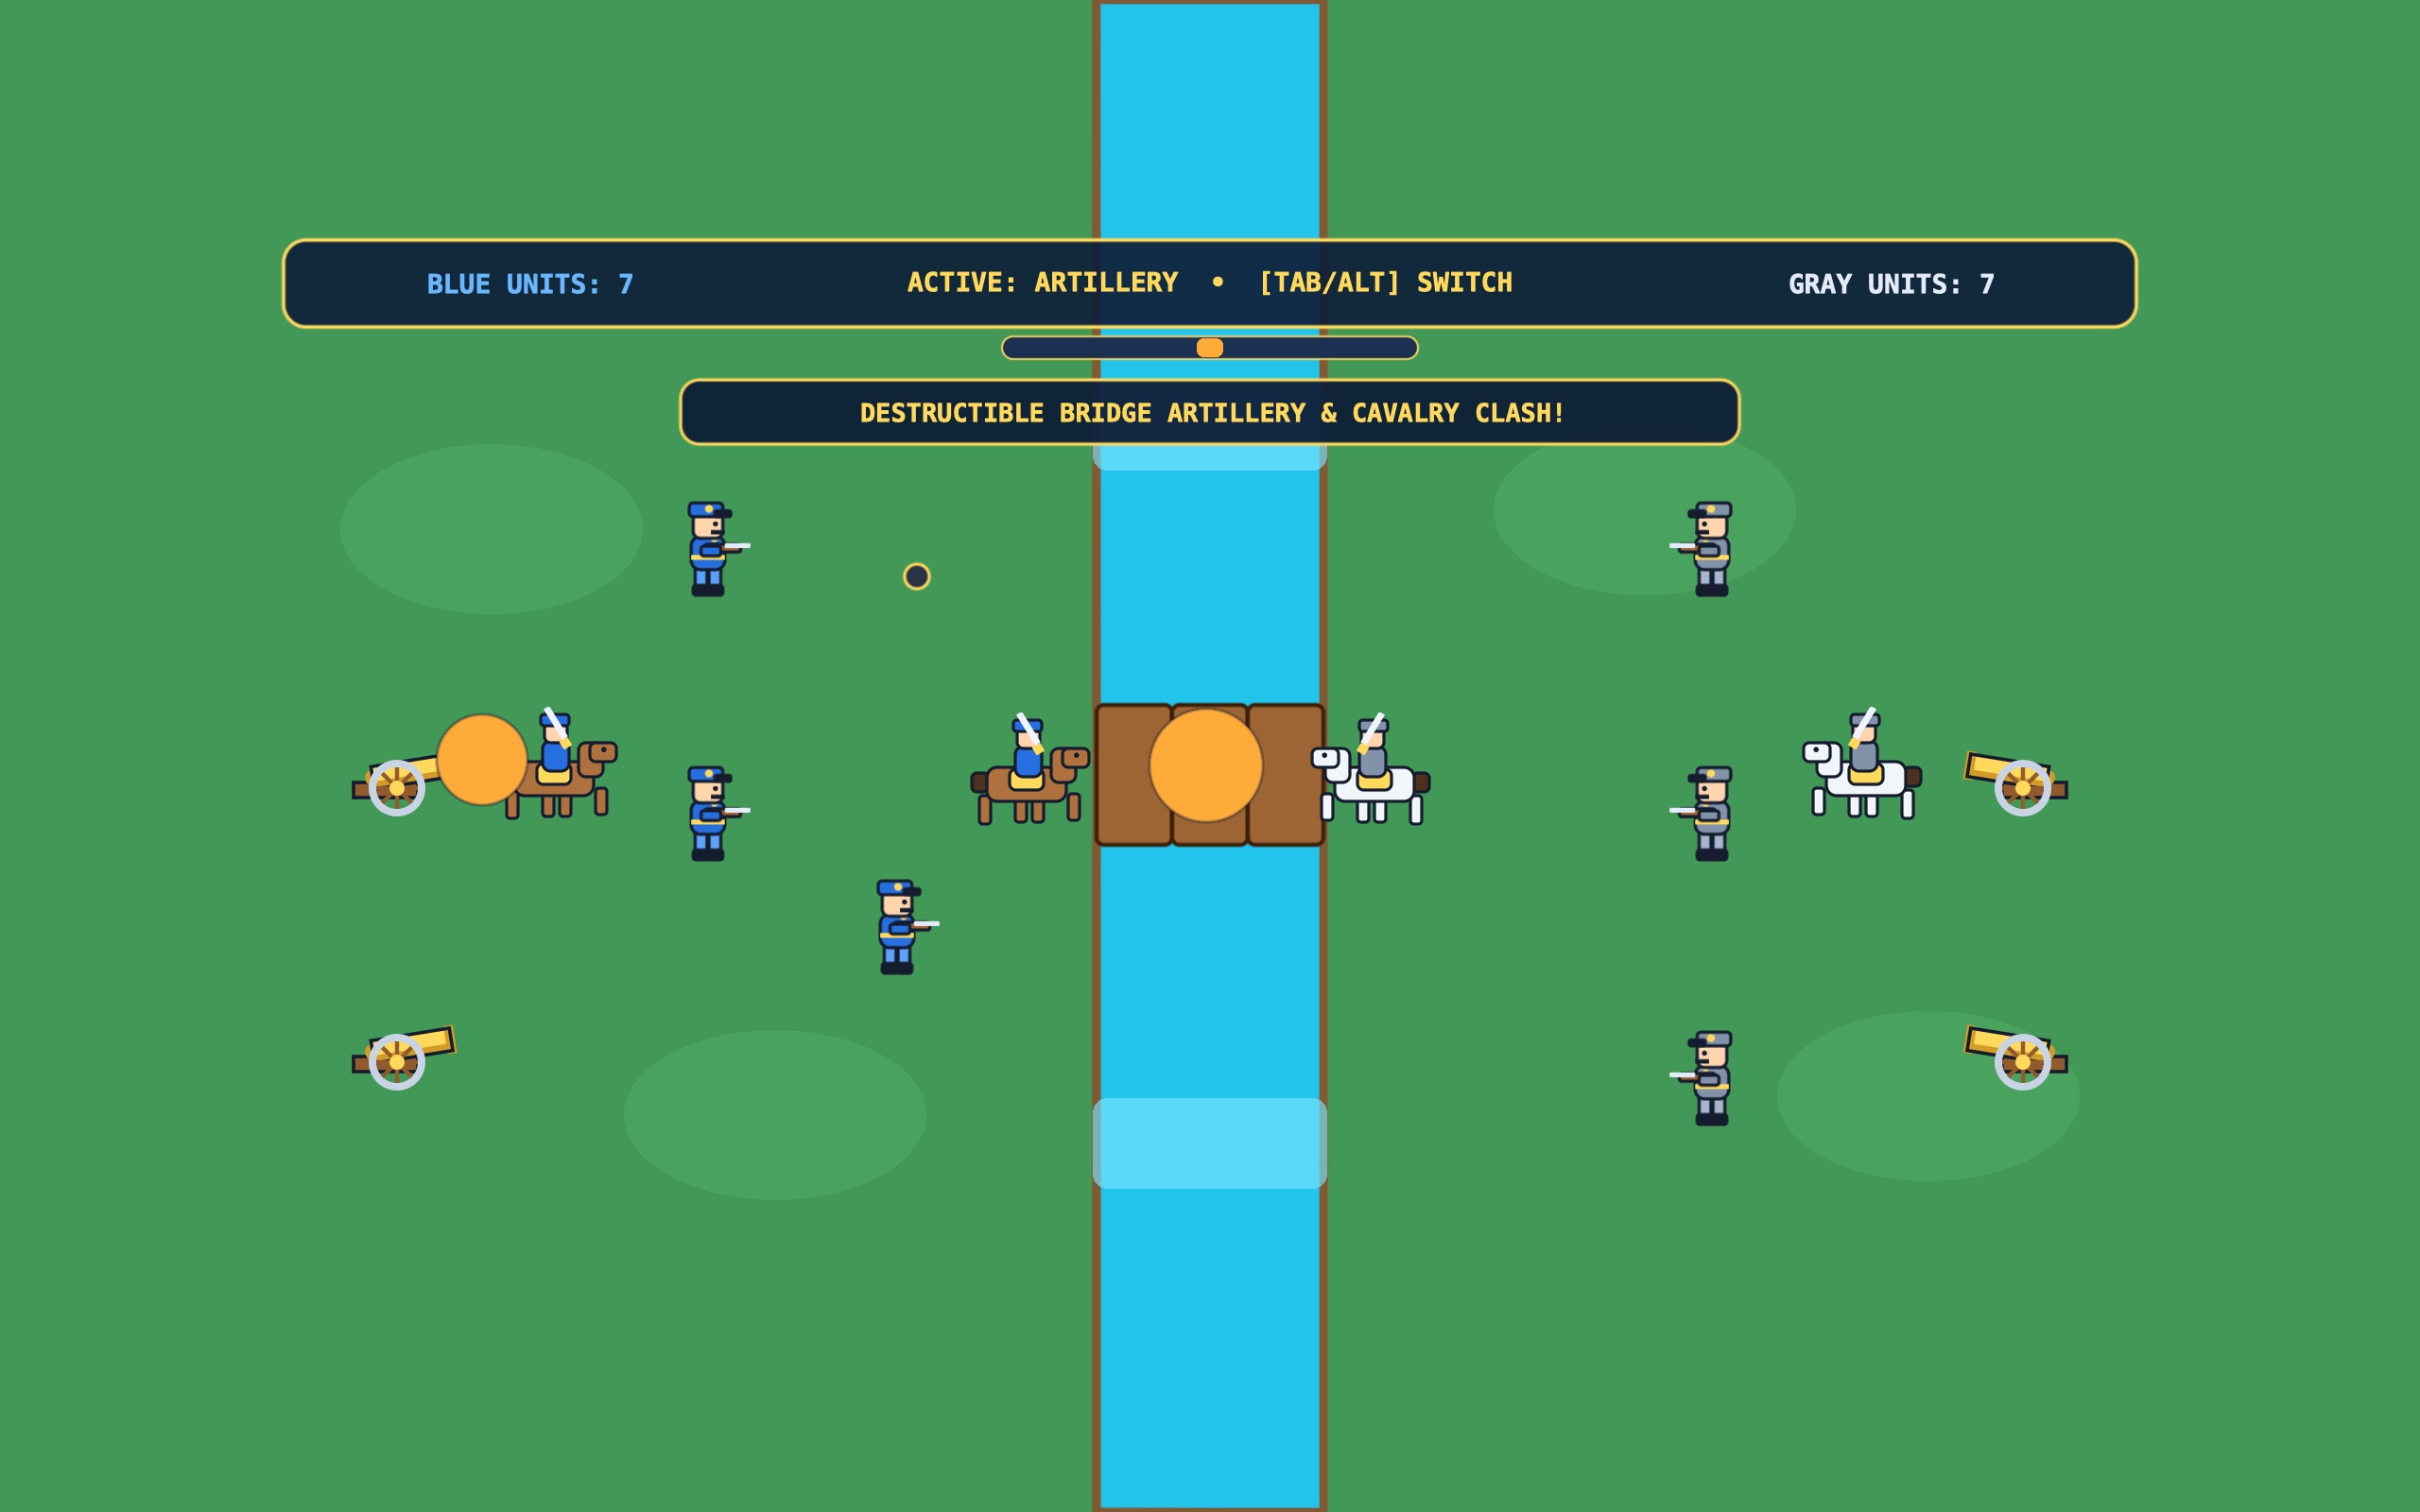 BLUE UNITS: 7
ACTIVE: ARTILLERY • [TAB/ALT] SWITCH
GRAY UNITS: 7
DESTRUCTIBLE BRIDGE ARTILLERY & CAVALRY CLASH!